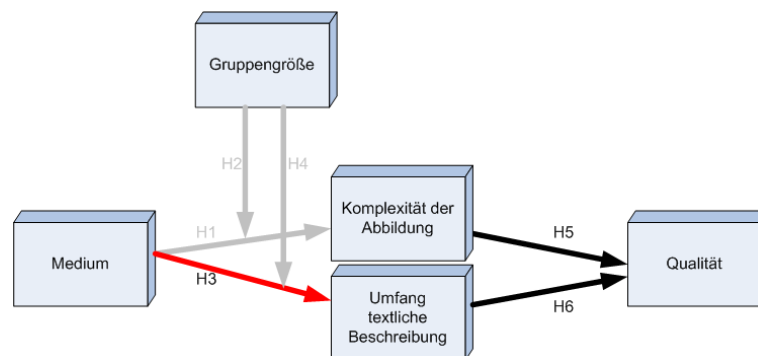 Gruppengröße
H2
H4
Komplexität der
Abbildung
H1
H5
Medium
Qualität
H3
Umfang
textliche
Beschreibung
H6